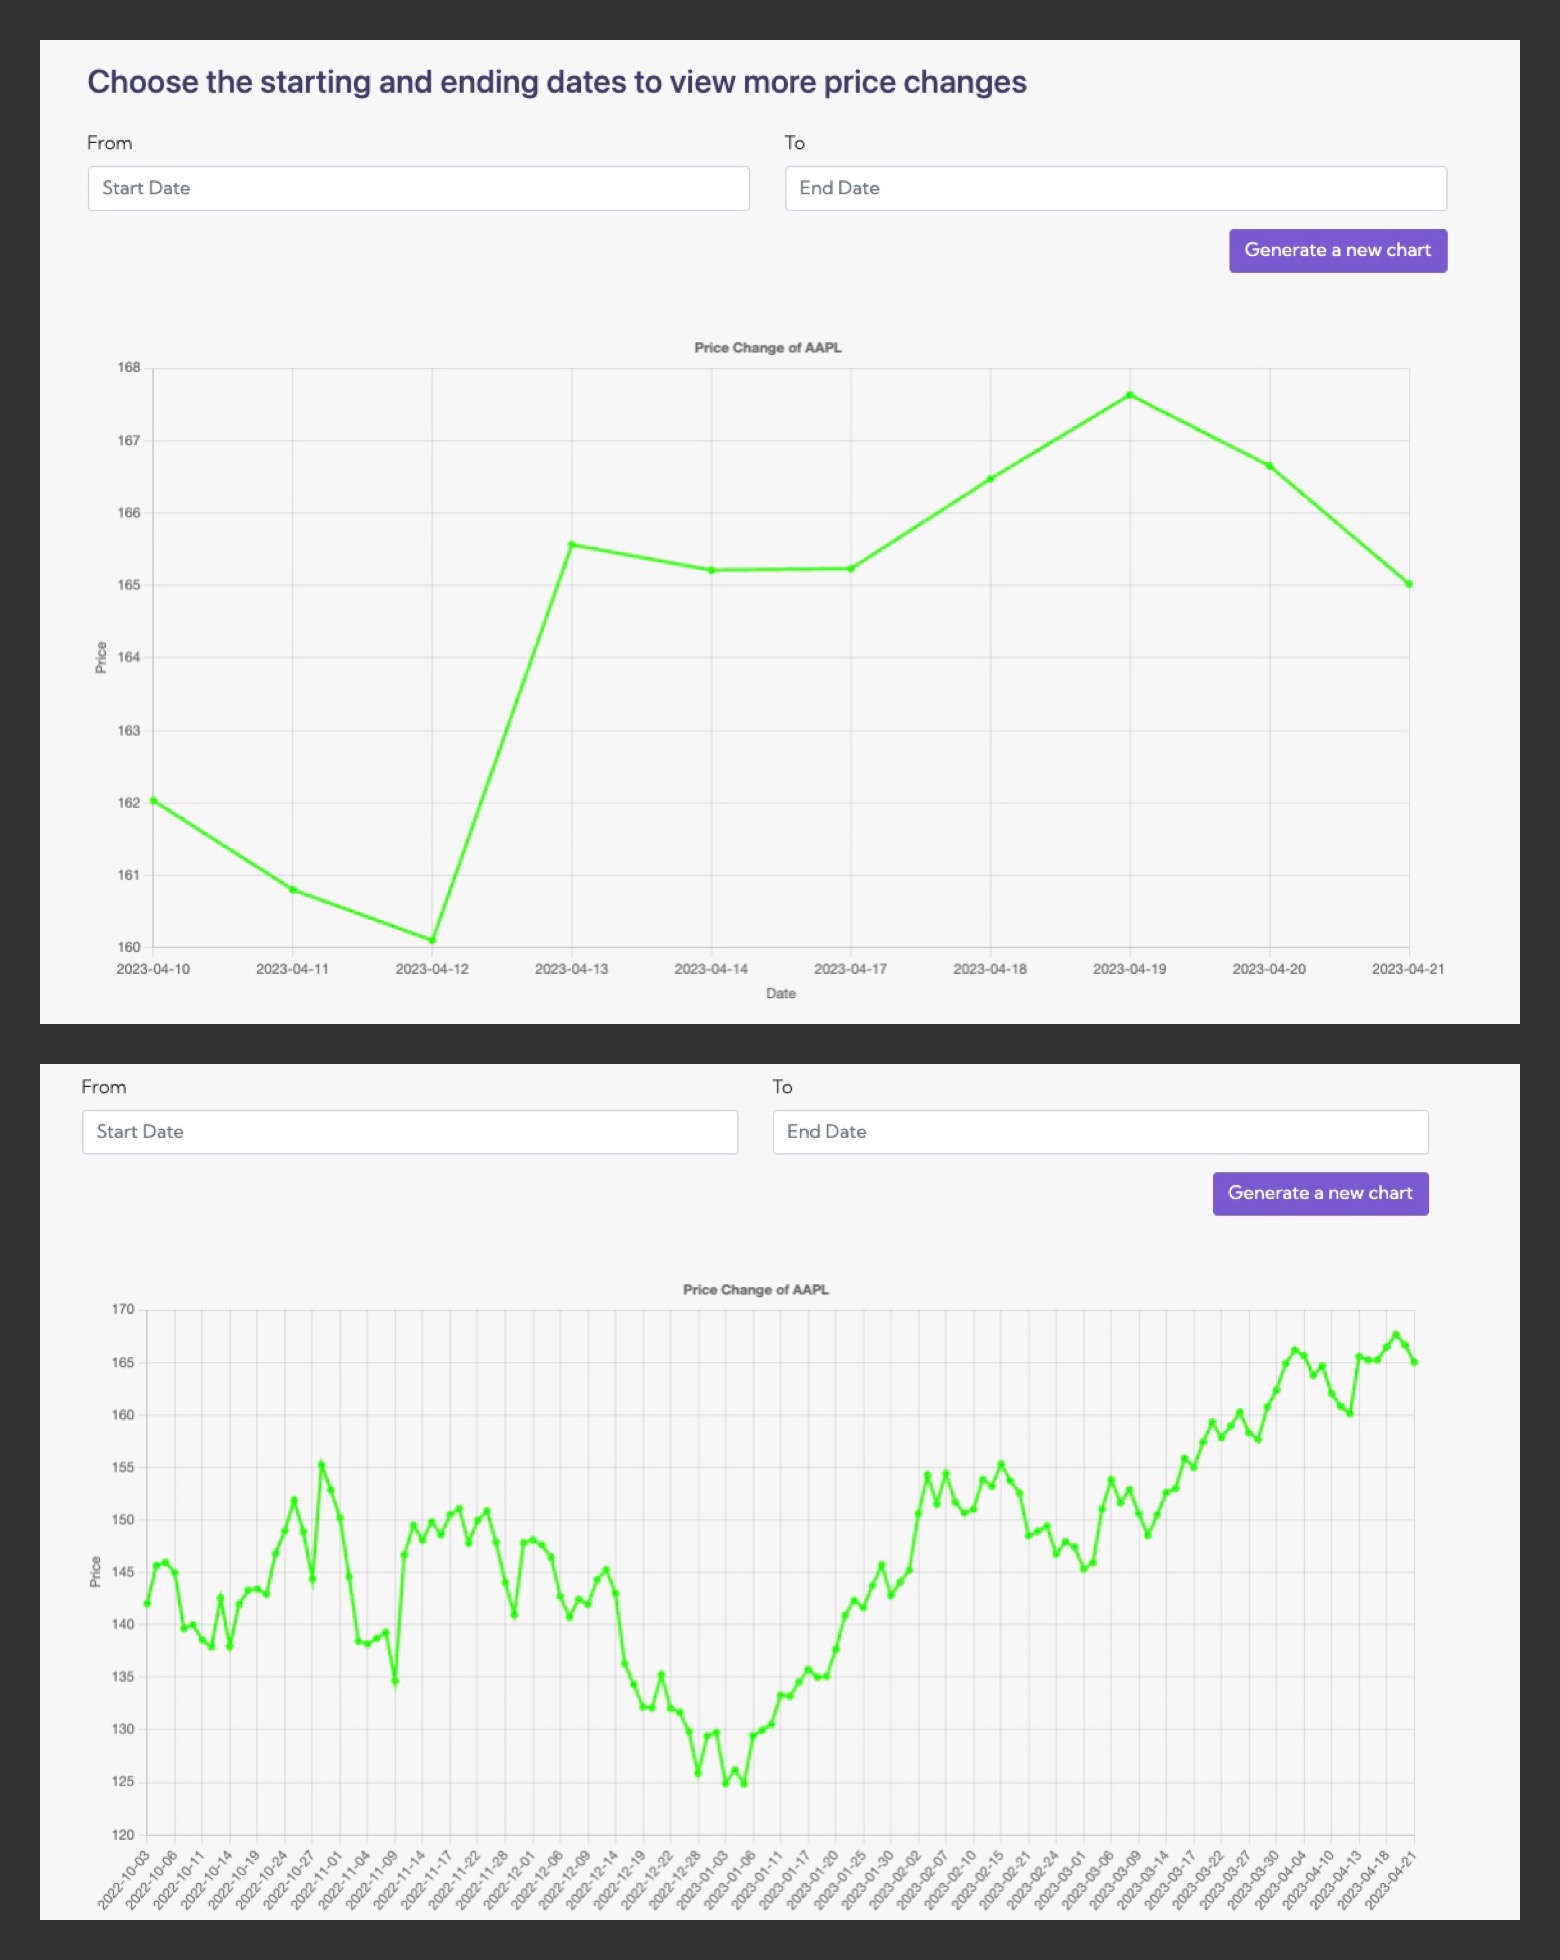 Choose the starting and ending dates to view more price changes
From To
Start Date End Date
Generate a new chart
Price Change of AAPL
168
167
166
165
164
163
162
161
160
Price
2023-04-10 2023-04-11 2023-04-12 2023-04-13 2023-04-14 2023-04-17 2023-04-18 2023-04-19 2023-04-20 2023-04-21
Date
From To
Start Date End Date
Generate a new chart
Price Change of AAPL
170
165
160
155
150
145
140
135
130
125
120
Price
2022-10-03 2022-10-06 2022-10-11 2022-10-14 2022-10-19 2022-10-24 2022-10-27 2022-11-01 2022-11-04 2022-11-09 2022-11-14 2022-11-17 2022-11-22 2022-11-28 2022-12-01 2022-12-06 2022-12-09 2022-12-14 2022-12-19 2022-12-22 2022-12-28 2023-01-03 2023-01-06 2023-01-11 2023-01-17 2023-01-20 2023-01-25 2023-01-30 2023-02-02 2023-02-07 2023-02-10 2023-02-15 2023-02-21 2023-02-24 2023-03-01 2023-03-06 2023-03-09 2023-03-14 2023-03-17 2023-03-22 2023-03-27 2023-03-30 2023-04-04 2023-04-10 2023-04-13 2023-04-18 2023-04-21